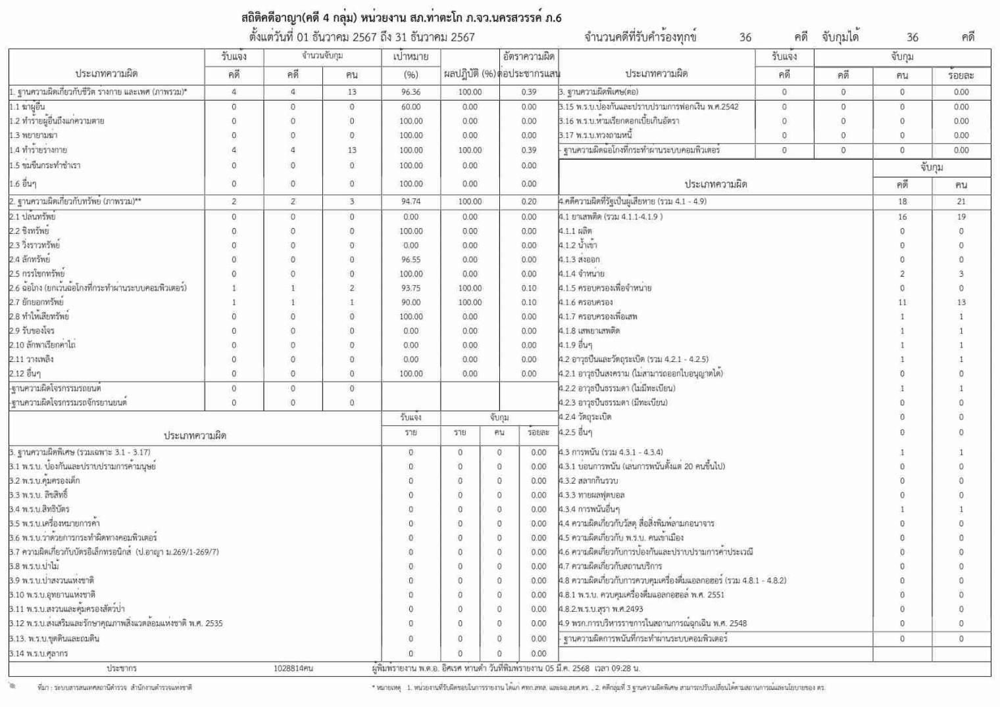 สถิติคดีอาญา(คดี 4 กลุ่ม) หน่วยงาน สภ.ท่าตะโก ภ.จว.นครสวรรค์ ภ.6
ตั้งแต่วันที่ 01 ธันวาคม 2567 ถึง 31 ธันวาคม 2567 จำนวนคดีที่รับคำร้องทุกข์ 36 คดี จับกุมได้ 36 คดี
ประเภทความผิด รับแจ้ง จำนวนจับกุม เป้าหมาย ผลปฏิบัติ (%) อัตราความผิด
คดี คดี คน (%) ต่อประชากรแสน
1. ฐานความผิดเกี่ยวกับชีวิต ร่างกาย และเพศ (ภาพรวม)* 4 4 13 96.36 100.00 0.39
1.1 ฆ่าผู้อื่น 0 0 0 60.00 0.00 0.00
1.2 ทำร้ายผู้อื่นถึงแก่ความตาย 0 0 0 100.00 0.00 0.00
1.3 พยายามฆ่า 0 0 0 100.00 0.00 0.00
1.4 ทำร้ายร่างกาย 4 4 13 100.00 100.00 0.39
1.5 ข่มขืนกระทำชำเรา 0 0 0 100.00 0.00 0.00
1.6 อื่นๆ 0 0 0 100.00 0.00 0.00
2. ฐานความผิดเกี่ยวกับทรัพย์ (ภาพรวม)** 2 2 3 94.74 100.00 0.20
2.1 ปล้นทรัพย์ 0 0 0 0.00 0.00 0.00
2.2 ชิงทรัพย์ 0 0 0 100.00 0.00 0.00
2.3 วิ่งราวทรัพย์ 0 0 0 0.00 0.00 0.00
2.4 ลักทรัพย์ 0 0 0 96.55 0.00 0.00
2.5 กรรโชกทรัพย์ 0 0 0 100.00 0.00 0.00
2.6 ฉ้อโกง (ยกเว้นฉ้อโกงที่กระทำผ่านระบบคอมพิวเตอร์) 1 1 2 93.75 100.00 0.10
2.7 ยักยอกทรัพย์ 1 1 1 90.00 100.00 0.10
2.8 ทำให้เสียทรัพย์ 0 0 0 100.00 0.00 0.00
2.9 รับของโจร 0 0 0 0.00 0.00 0.00
2.10 ลักพาเรียกค่าไถ่ 0 0 0 0.00 0.00 0.00
2.11 วางเพลิง 0 0 0 0.00 0.00 0.00
2.12 อื่นๆ 0 0 0 100.00 0.00 0.00
-ฐานความผิดโจรกรรมรถยนต์ 0 0 0
-ฐานความผิดโจรกรรมรถจักรยานยนต์ 0 0 0
ประเภทความผิด รับแจ้ง จับกุม
ราย ราย คน ร้อยละ
3. ฐานความผิดพิเศษ (รวมเฉพาะ 3.1 - 3.17) 0 0 0 0.00
3.1 พ.ร.บ. ป้องกันและปราบปรามการค้ามนุษย์ 0 0 0 0.00
3.2 พ.ร.บ.คุ้มครองเด็ก 0 0 0 0.00
3.3 พ.ร.บ. ลิขสิทธิ์ 0 0 0 0.00
3.4 พ.ร.บ.สิทธิบัตร 0 0 0 0.00
3.5 พ.ร.บ.เครื่องหมายการค้า 0 0 0 0.00
3.6 พ.ร.บ.ว่าด้วยการกระทำผิดทางคอมพิวเตอร์ 0 0 0 0.00
3.7 ความผิดเกี่ยวกับบัตรอิเล็กทรอนิกส์ (ป.อาญา ม.269/1-269/7) 0 0 0 0.00
3.8 พ.ร.บ.ป่าไม้ 0 0 0 0.00
3.9 พ.ร.บ.ป่าสงวนแห่งชาติ 0 0 0 0.00
3.10 พ.ร.บ.อุทยานแห่งชาติ 0 0 0 0.00
3.11 พ.ร.บ.สงวนและคุ้มครองสัตว์ป่า 0 0 0 0.00
3.12 พ.ร.บ.ส่งเสริมและรักษาคุณภาพสิ่งแวดล้อมแห่งชาติ พ.ศ. 2535 0 0 0 0.00
3.13. พ.ร.บ.ขุดดินและถมดิน 0 0 0 0.00
3.14 พ.ร.บ.ศุลากร 0 0 0 0.00
ประเภทความผิด รับแจ้ง จับกุม
คดี คดี คน ร้อยละ
3. ฐานความผิดพิเศษ(ต่อ) 0 0 0 0.00
3.15 พ.ร.บ.ป้องกันและปราบปรามการฟอกเงิน พ.ศ.2542 0 0 0 0.00
3.16 พ.ร.บ.ห้ามเรียกดอกเบี้ยเกินอัตรา 0 0 0 0.00
3.17 พ.ร.บ.ทวงถามหนี้ 0 0 0 0.00
- ฐานความผิดฉ้อโกงที่กระทำผ่านระบบคอมพิวเตอร์ 0 0 0 0.00
ประเภทความผิด จับกุม
คดี คน
4.คดีความผิดที่รัฐเป็นผู้เสียหาย (รวม 4.1 - 4.9) 18 21
4.1 ยาเสพติด (รวม 4.1.1-4.1.9 ) 16 19
4.1.1 ผลิต 0 0
4.1.2 นำเข้า 0 0
4.1.3 ส่งออก 0 0
4.1.4 จำหน่าย 2 3
4.1.5 ครอบครองเพื่อจำหน่าย 0 0
4.1.6 ครอบครอง 11 13
4.1.7 ครอบครองเพื่อเสพ 1 1
4.1.8 เสพยาเสพติด 1 1
4.1.9 อื่นๆ 1 1
4.2 อาวุธปืนและวัตถุระเบิด (รวม 4.2.1 - 4.2.5) 1 1
4.2.1 อาวุธปืนสงคราม (ไม่สามารถออกใบอนุญาตได้) 0 0
4.2.2 อาวุธปืนธรรมดา (ไม่มีทะเบียน) 1 1
4.2.3 อาวุธปืนธรรมดา (มีทะเบียน) 0 0
4.2.4 วัตถุระเบิด 0 0
4.2.5 อื่นๆ 0 0
4.3 การพนัน (รวม 4.3.1 - 4.3.4) 1 1
4.3.1 บ่อนการพนัน (เล่นการพนันตั้งแต่ 20 คนขึ้นไป) 0 0
4.3.2 สลากกินรวบ 0 0
4.3.3 ทายผลฟุตบอล 0 0
4.3.4 การพนันอื่นๆ 1 1
4.4 ความผิดเกี่ยวกับวัสดุ สื่อสิ่งพิมพ์ลามกอนาจาร 0 0
4.5 ความผิดเกี่ยวกับ พ.ร.บ. คนเข้าเมือง 0 0
4.6 ความผิดเกี่ยวกับการป้องกันและปราบปรามการค้าประเวณี 0 0
4.7 ความผิดเกี่ยวกับสถานบริการ 0 0
4.8 ความผิดเกี่ยวกับการควบคุมเครื่องดื่มแอลกอฮอร์ (รวม 4.8.1 - 4.8.2) 0 0
4.8.1 พ.ร.บ. ควบคุมเครื่องดื่มแอลกอฮอล์ พ.ศ. 2551 0 0
4.8.2.พ.ร.บ.สุรา พ.ศ.2493 0 0
4.9 พรก.การบริหารราชการในสถานการณ์ฉุกเฉิน พ.ศ. 2548 0 0
- ฐานความผิดการพนันที่กระทำผ่านระบบคอมพิวเตอร์ 0 0
ประชากร 1028814คน ผู้พิมพ์รายงาน พ.ต.อ. อิศเรศ ห่านดำ วันที่พิมพ์รายงาน 05 มี.ค. 2568 เวลา 09:28 น.
ที่มา : ระบบสารสนเทศสถานีตำรวจ สำนักงานตำรวจแห่งชาติ * หมายเหตุ 1. หน่วยงานที่รับผิดชอบในการรายงาน ได้แก่ ศทก.สทส. และผอ.สยศ.ตร. , 2. คดีกลุ่มที่ 3 ฐานความผิดพิเศษ สามารถปรับเปลี่ยนได้ตามสถานการณ์และนโยบายของ ตร.